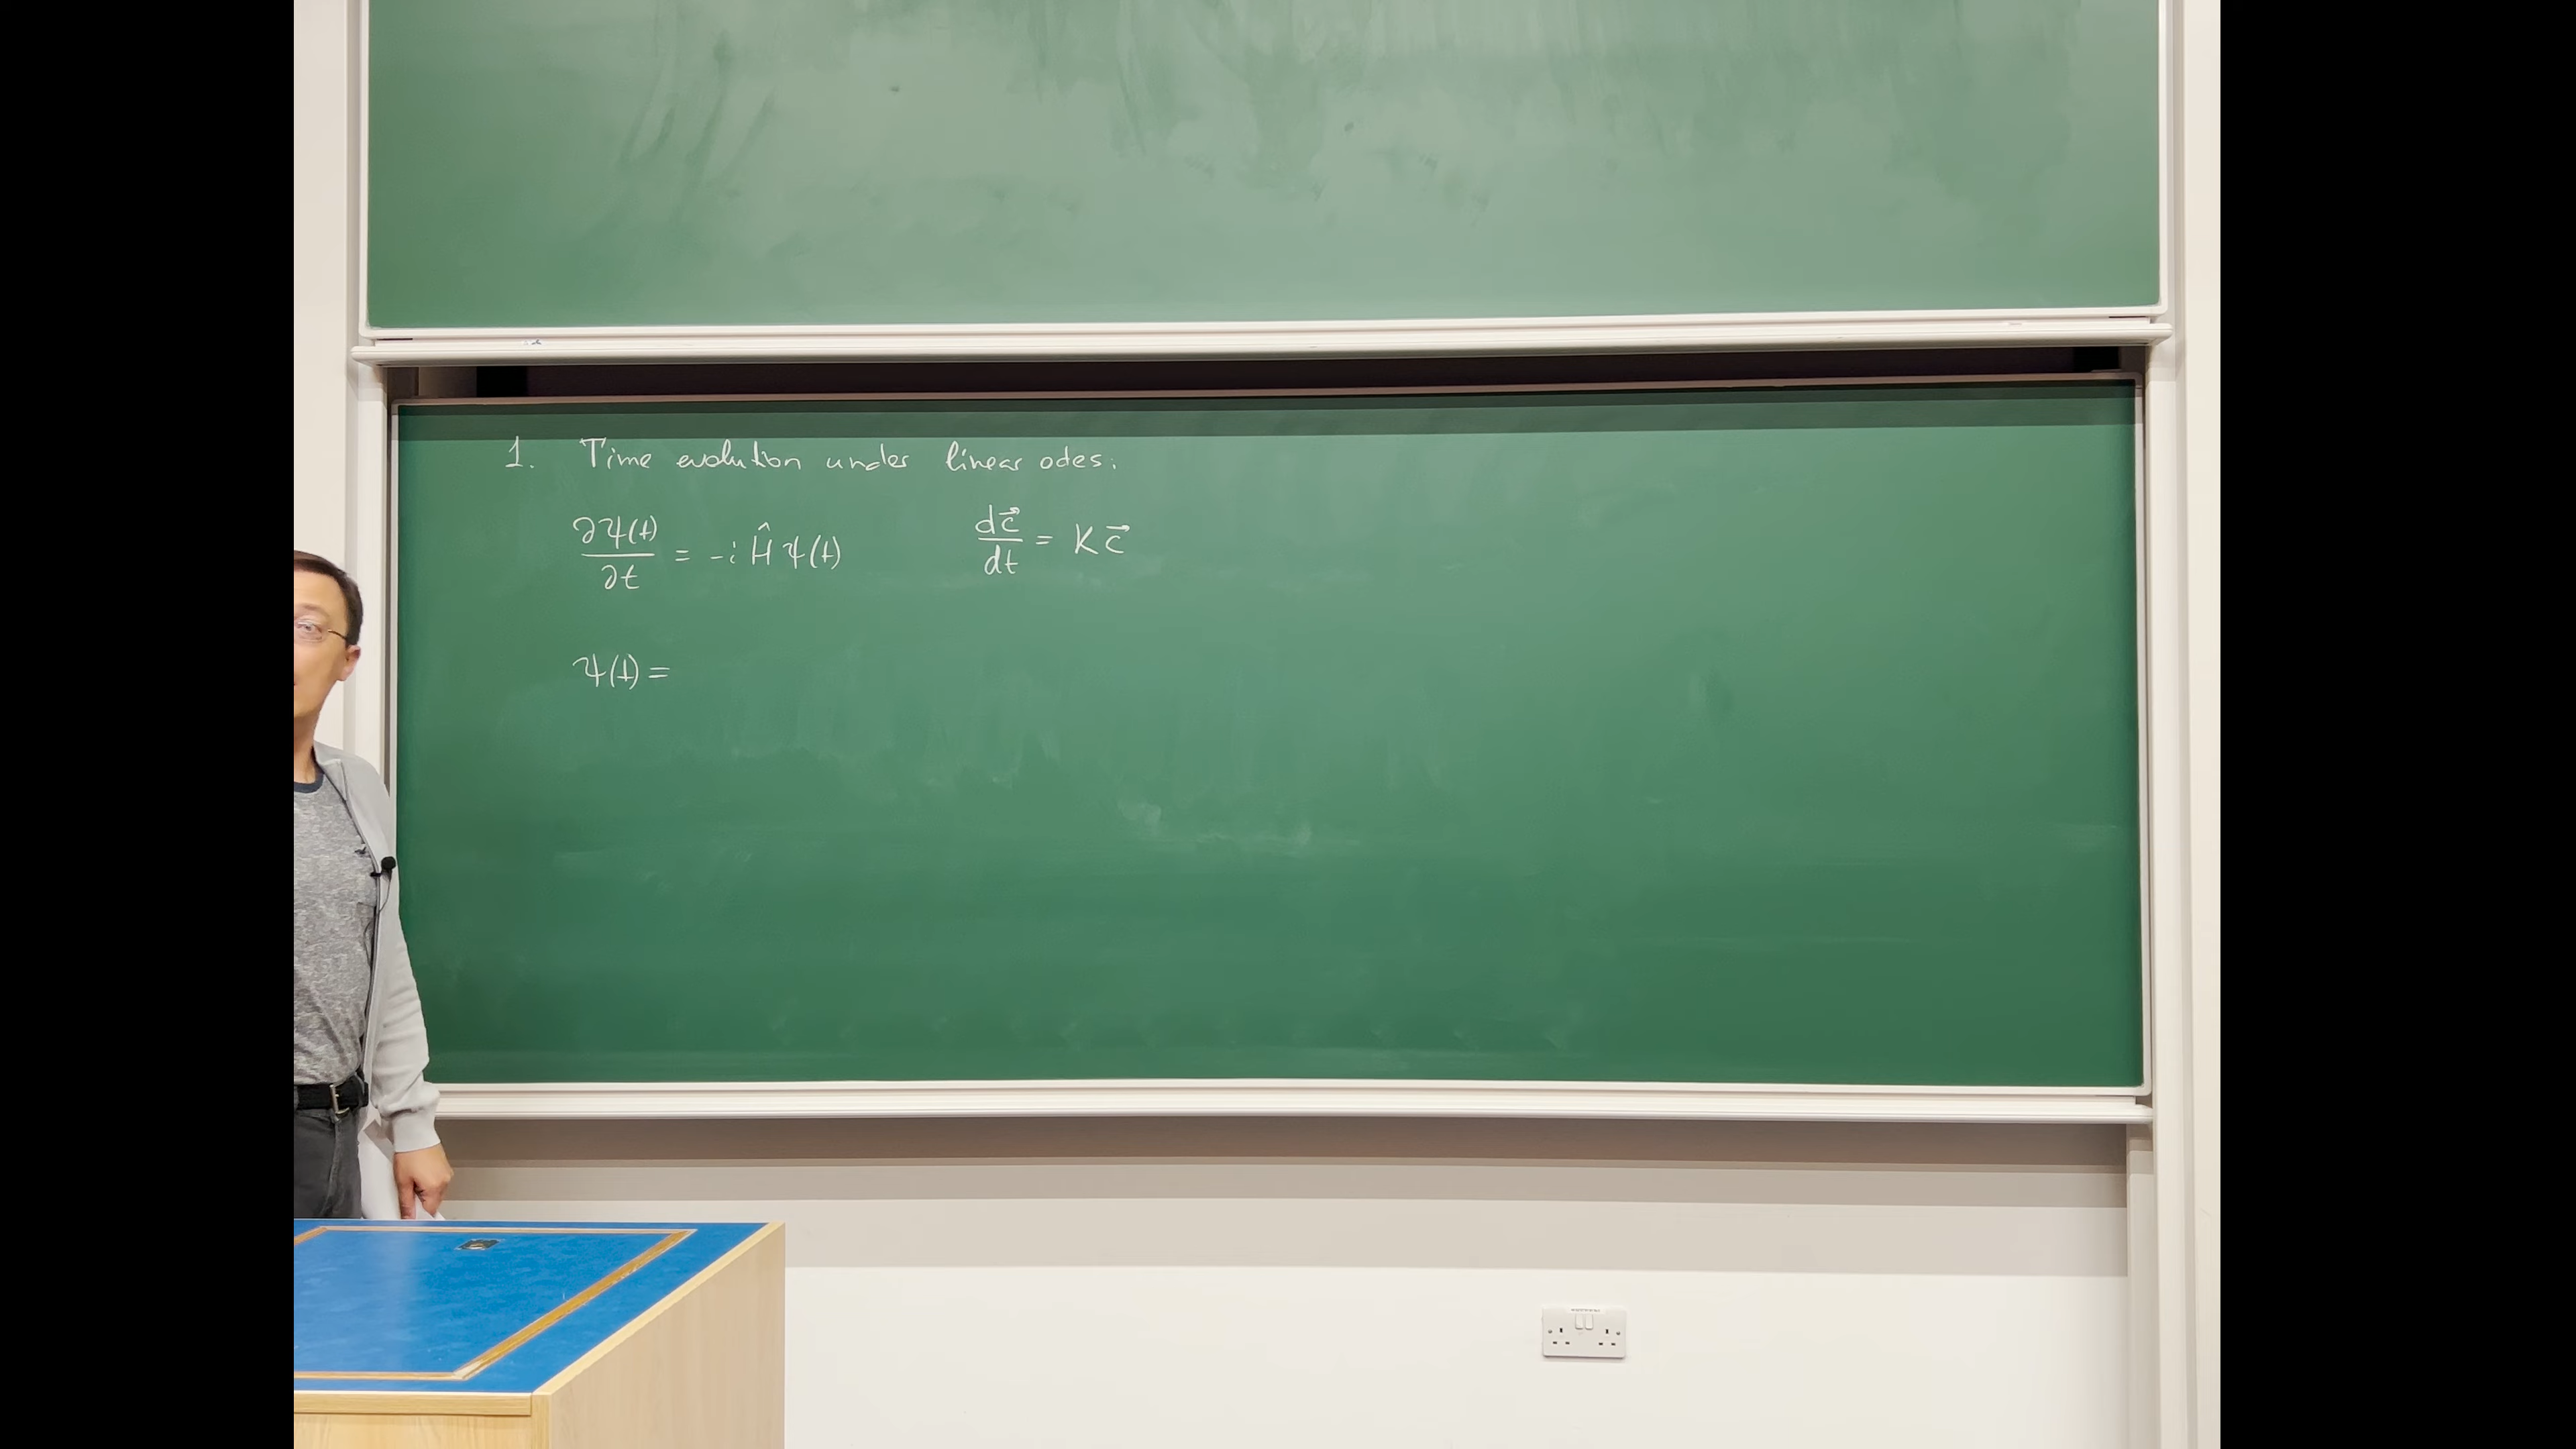 1. Time evolution under linear odes.
∂ψ(t)/∂t = -i Ĥ ψ(t)    dc⃗/dt = K c⃗
ψ(t) =